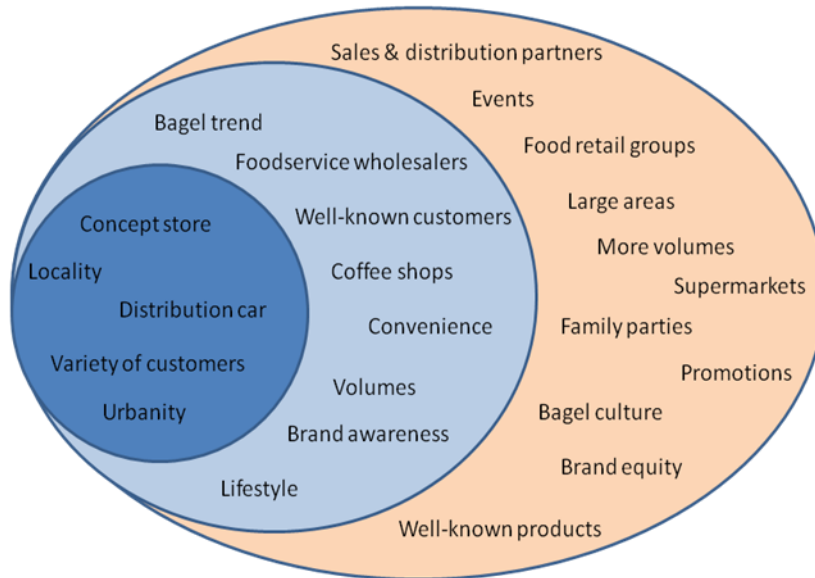 Sales & distribution partners
Events
Bagel trend
Food retail groups
Foodservice wholesalers
Large areas
Well-known customers
Concept store
More volumes
Locality
Coffee shops
Supermarkets
Distribution car
Convenience
Family parties
Variety of customers
Promotions
Volumes
Urbanity
Bagel culture
Brand awareness
Brand equity
Lifestyle
Well-known products